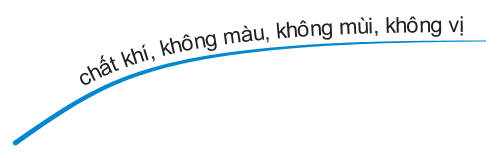 chất khí, không màu, không mùi, không vị